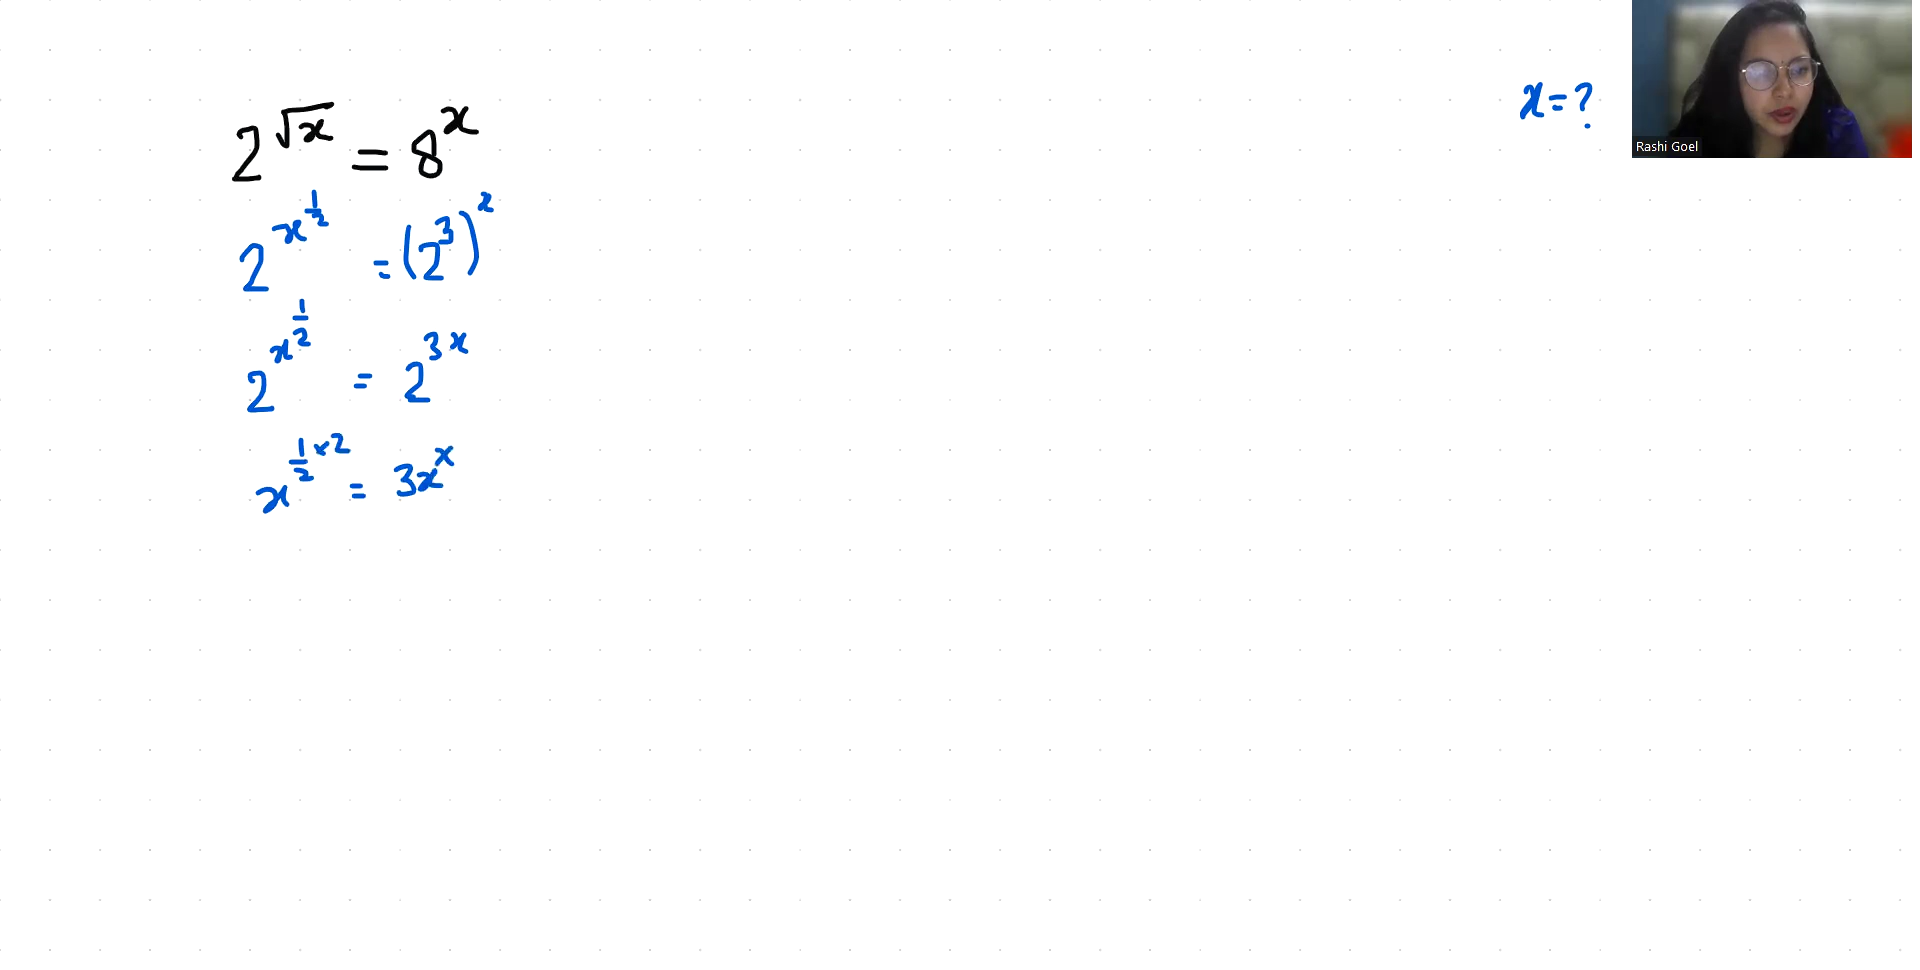 2^{√x} = 8^x
x = ?
Rashi Goel
2^{x^{1/2}} = (2^3)^x
2^{x^{1/2}} = 2^{3x}
x^{1/2 × 2} = 3x^x